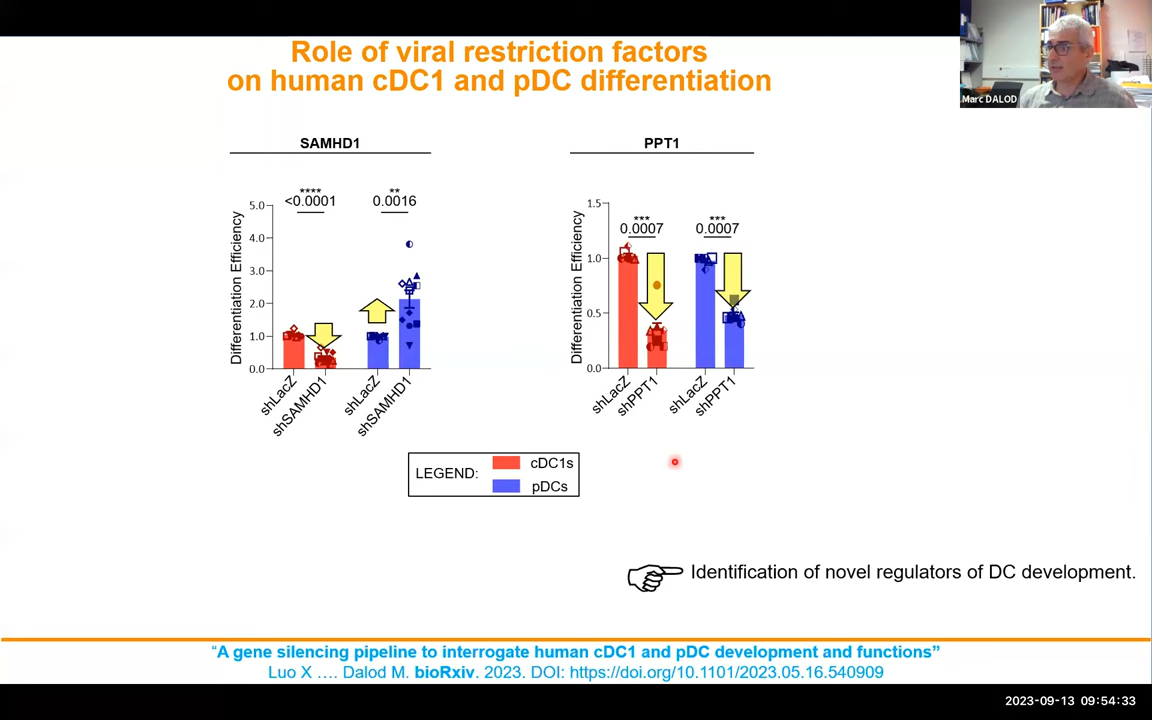 Role of viral restriction factors
on human cDC1 and pDC differentiation
Marc DALOD
SAMHD1
PPT1
Differentiation Efficiency
5.0
4.0
3.0
2.0
1.0
0.0
****
<0.0001
**
0.0016
shLacZ
shSAMHD1
shLacZ
shSAMHD1
Differentiation Efficiency
1.5
1.0
0.5
0.0
***
0.0007
***
0.0007
shLacZ
shPPT1
shLacZ
shPPT1
LEGEND:
cDC1s
pDCs
Identification of novel regulators of DC development.
“A gene silencing pipeline to interrogate human cDC1 and pDC development and functions”
Luo X …. Dalod M. bioRxiv. 2023. DOI: https://doi.org/10.1101/2023.05.16.540909
2023-09-13 09:54:33